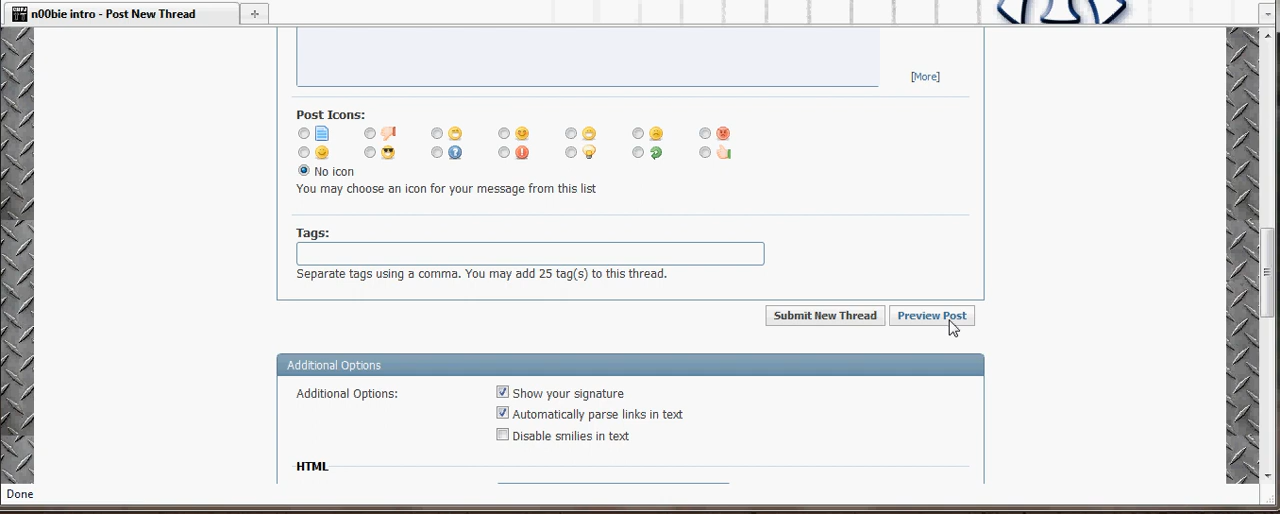 n00bie intro - Post New Thread
[More]
Post Icons:
No icon
You may choose an icon for your message from this list
Tags:
Separate tags using a comma. You may add 25 tag(s) to this thread.
Submit New Thread Preview Post
Additional Options
Additional Options: Show your signature
Automatically parse links in text
Disable smilies in text
HTML
Done